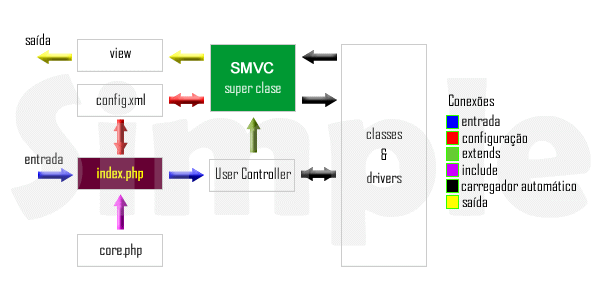 saída
view
SMVC
super clase
config.xml
Conexões
entrada
configuração
extends
include
carregador automático
saída
classes
&
drivers
entrada
index.php
User Controller
core.php
Simple